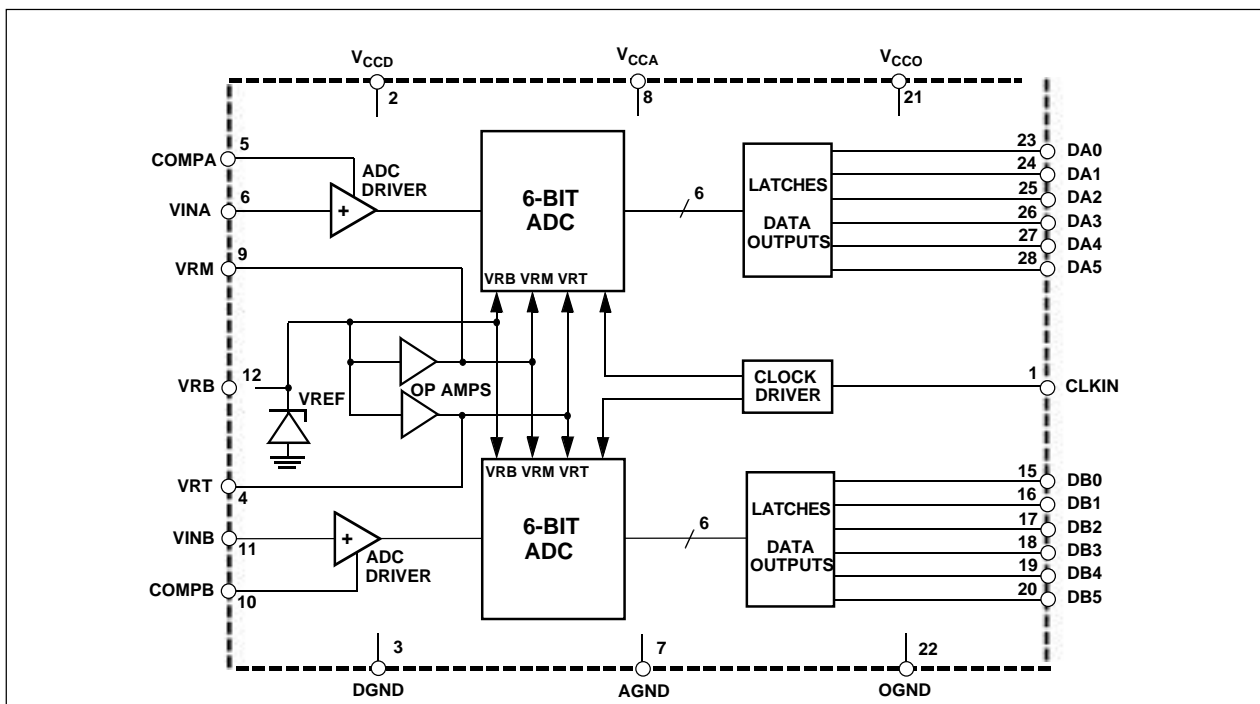 VCCD
2
VCCA
8
VCCO
21
COMPA
5
ADC
DRIVER
VINA
6
+
6-BIT
ADC
VRB VRM VRT
6
LATCHES
DATA
OUTPUTS
23
DA0
24
DA1
25
DA2
26
DA3
27
DA4
28
DA5
VRM
9
VRB
12
VREF
OP AMPS
CLOCK
DRIVER
1
CLKIN
VRT
4
VINB
11
+
ADC
DRIVER
COMPB
10
VRB VRM VRT
6-BIT
ADC
6
LATCHES
DATA
OUTPUTS
15
DB0
16
DB1
17
DB2
18
DB3
19
DB4
20
DB5
3
DGND
7
AGND
22
OGND